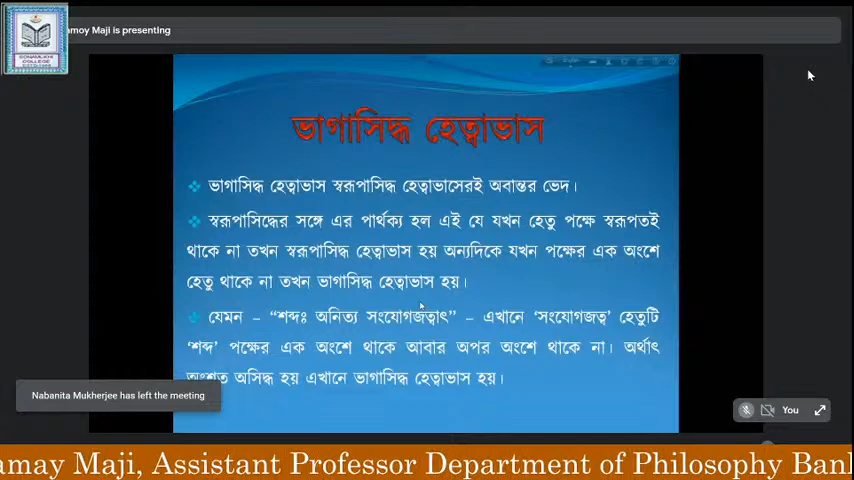 amoy Maji is presenting
ভাগাসিদ্ধ হেত্বাভাস
ভাগাসিদ্ধ হেত্বাভাস স্বরূপাসিদ্ধ হেত্বাভাসেরই অবান্তর ভেদ।
স্বরূপাসিদ্ধের সঙ্গে এর পার্থক্য হল এই যে যখন হেতু পক্ষে স্বরূপতই
থাকে না তখন স্বরূপাসিদ্ধ হেত্বাভাস হয় অন্যদিকে যখন পক্ষের এক অংশে
হেতু থাকে না তখন ভাগাসিদ্ধ হেত্বাভাস হয়।
যেমন – “শব্দঃ অনিত্য সংযোগজত্বাৎ” – এখানে ‘সংযোগজত্ব’ হেতুটি
‘শব্দ’ পক্ষের এক অংশে থাকে আবার অপর অংশে থাকে না। অর্থাৎ
অংশত অসিদ্ধ হয় এখানে ভাগাসিদ্ধ হেত্বাভাস হয়।
Nabanita Mukherjee has left the meeting
You
amay Maji, Assistant Professor Department of Philosophy Ban